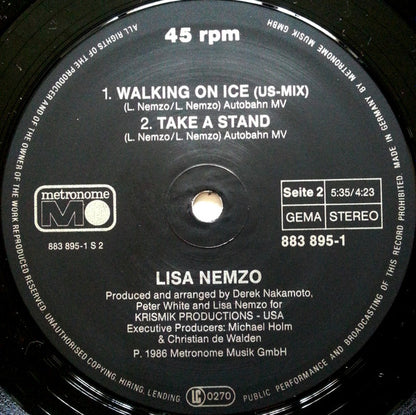 45 rpm
1. WALKING ON ICE (US-MIX)
(L. Nemzo/L. Nemzo) Autobahn MV
2. TAKE A STAND
(L. Nemzo/L. Nemzo) Autobahn MV
metronome
M
883 895-1 S 2
Seite 2 5:35/4:23
GEMA STEREO
883 895-1
LISA NEMZO
Produced and arranged by Derek Nakamoto,
Peter White and Lisa Nemzo for
KRISMIK PRODUCTIONS - USA
Executive Producers: Michael Holm
& Christian de Walden
P. 1986 Metronome Musik GmbH
LC 0270
ALL RIGHTS OF THE PRODUCER AND OF THE OWNER OF THE WORK REPRODUCED RESERVED. UNAUTHORISED COPYING, HIRING, LENDING, PUBLIC PERFORMANCE AND BROADCASTING OF THIS RECORD PROHIBITED. MADE IN GERMANY BY METRONOME MUSIK GMBH